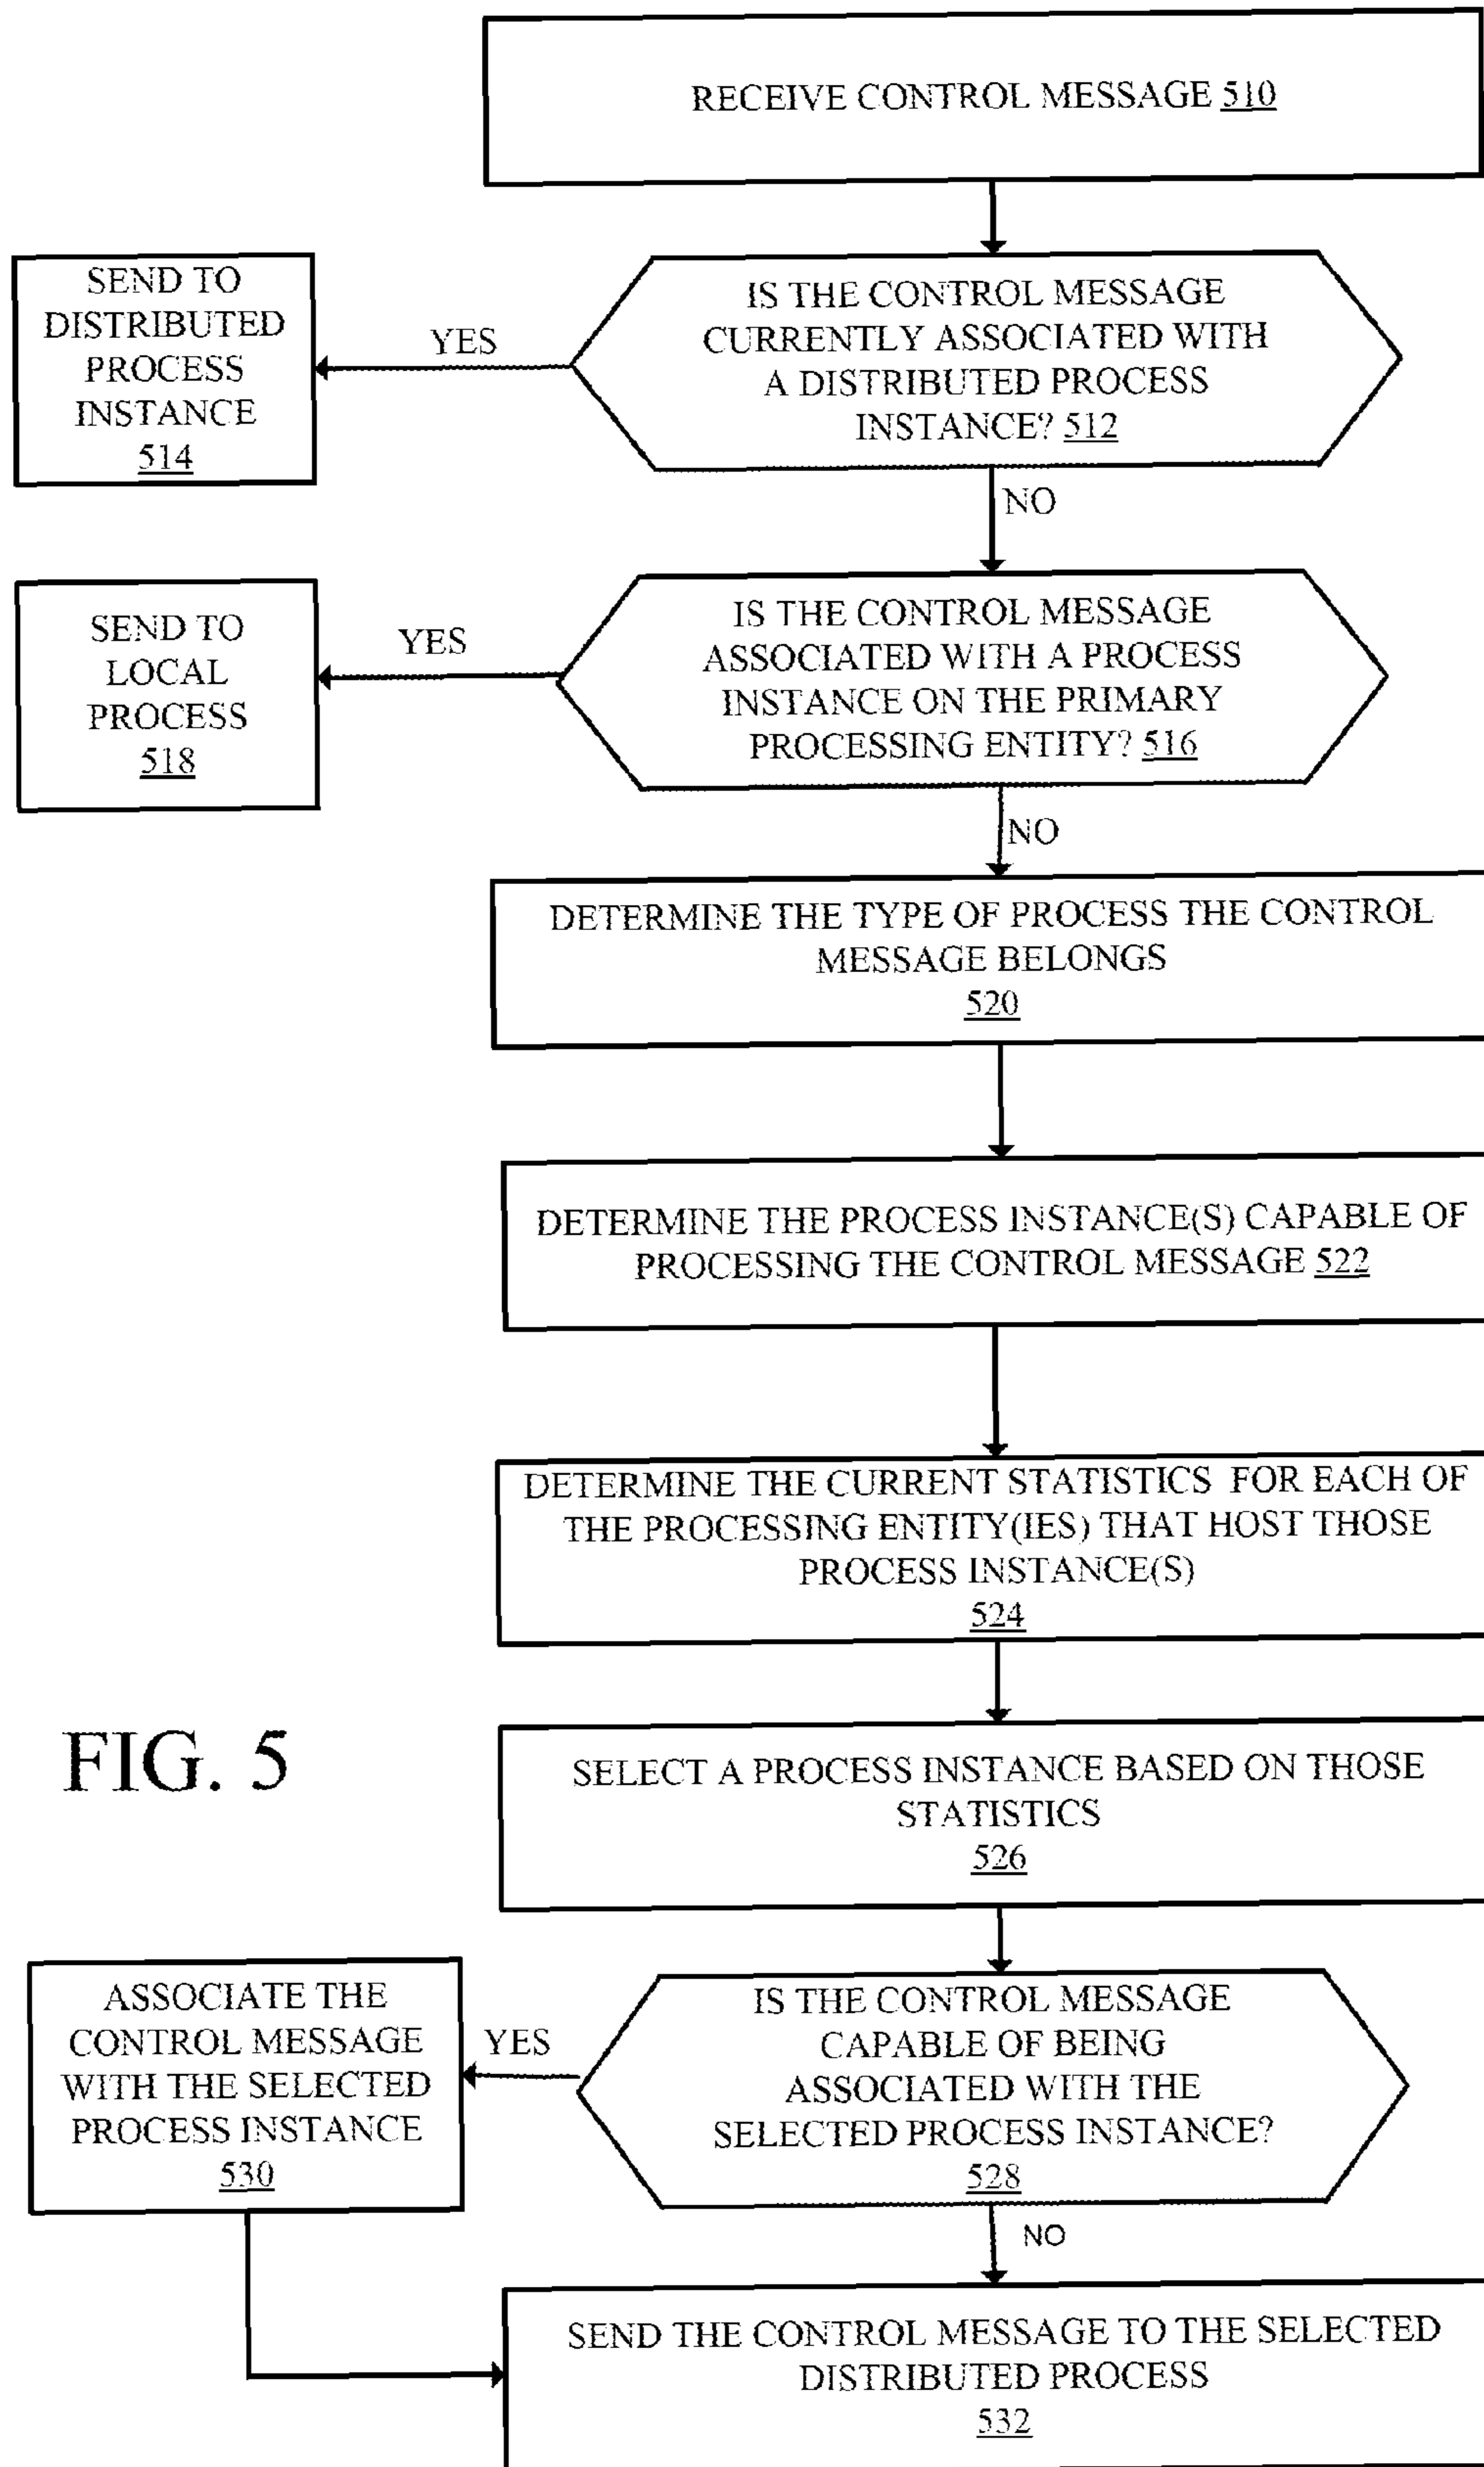 RECEIVE CONTROL MESSAGE 510
SEND TO
DISTRIBUTED
PROCESS
INSTANCE
514
YES
IS THE CONTROL MESSAGE
CURRENTLY ASSOCIATED WITH
A DISTRIBUTED PROCESS
INSTANCE? 512
NO
SEND TO
LOCAL
PROCESS
518
YES
IS THE CONTROL MESSAGE
ASSOCIATED WITH A PROCESS
INSTANCE ON THE PRIMARY
PROCESSING ENTITY? 516
NO
DETERMINE THE TYPE OF PROCESS THE CONTROL
MESSAGE BELONGS
520
DETERMINE THE PROCESS INSTANCE(S) CAPABLE OF
PROCESSING THE CONTROL MESSAGE 522
DETERMINE THE CURRENT STATISTICS FOR EACH OF
THE PROCESSING ENTITY(IES) THAT HOST THOSE
PROCESS INSTANCE(S)
524
FIG. 5
SELECT A PROCESS INSTANCE BASED ON THOSE
STATISTICS
526
ASSOCIATE THE
CONTROL MESSAGE
WITH THE SELECTED
PROCESS INSTANCE
530
YES
IS THE CONTROL MESSAGE
CAPABLE OF BEING
ASSOCIATED WITH THE
SELECTED PROCESS INSTANCE?
528
NO
SEND THE CONTROL MESSAGE TO THE SELECTED
DISTRIBUTED PROCESS
532